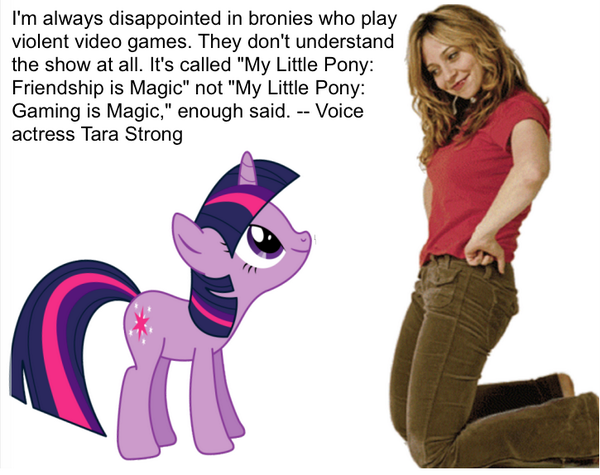 I'm always disappointed in bronies who play
violent video games. They don't understand
the show at all. It's called "My Little Pony:
Friendship is Magic" not "My Little Pony:
Gaming is Magic," enough said. -- Voice
actress Tara Strong